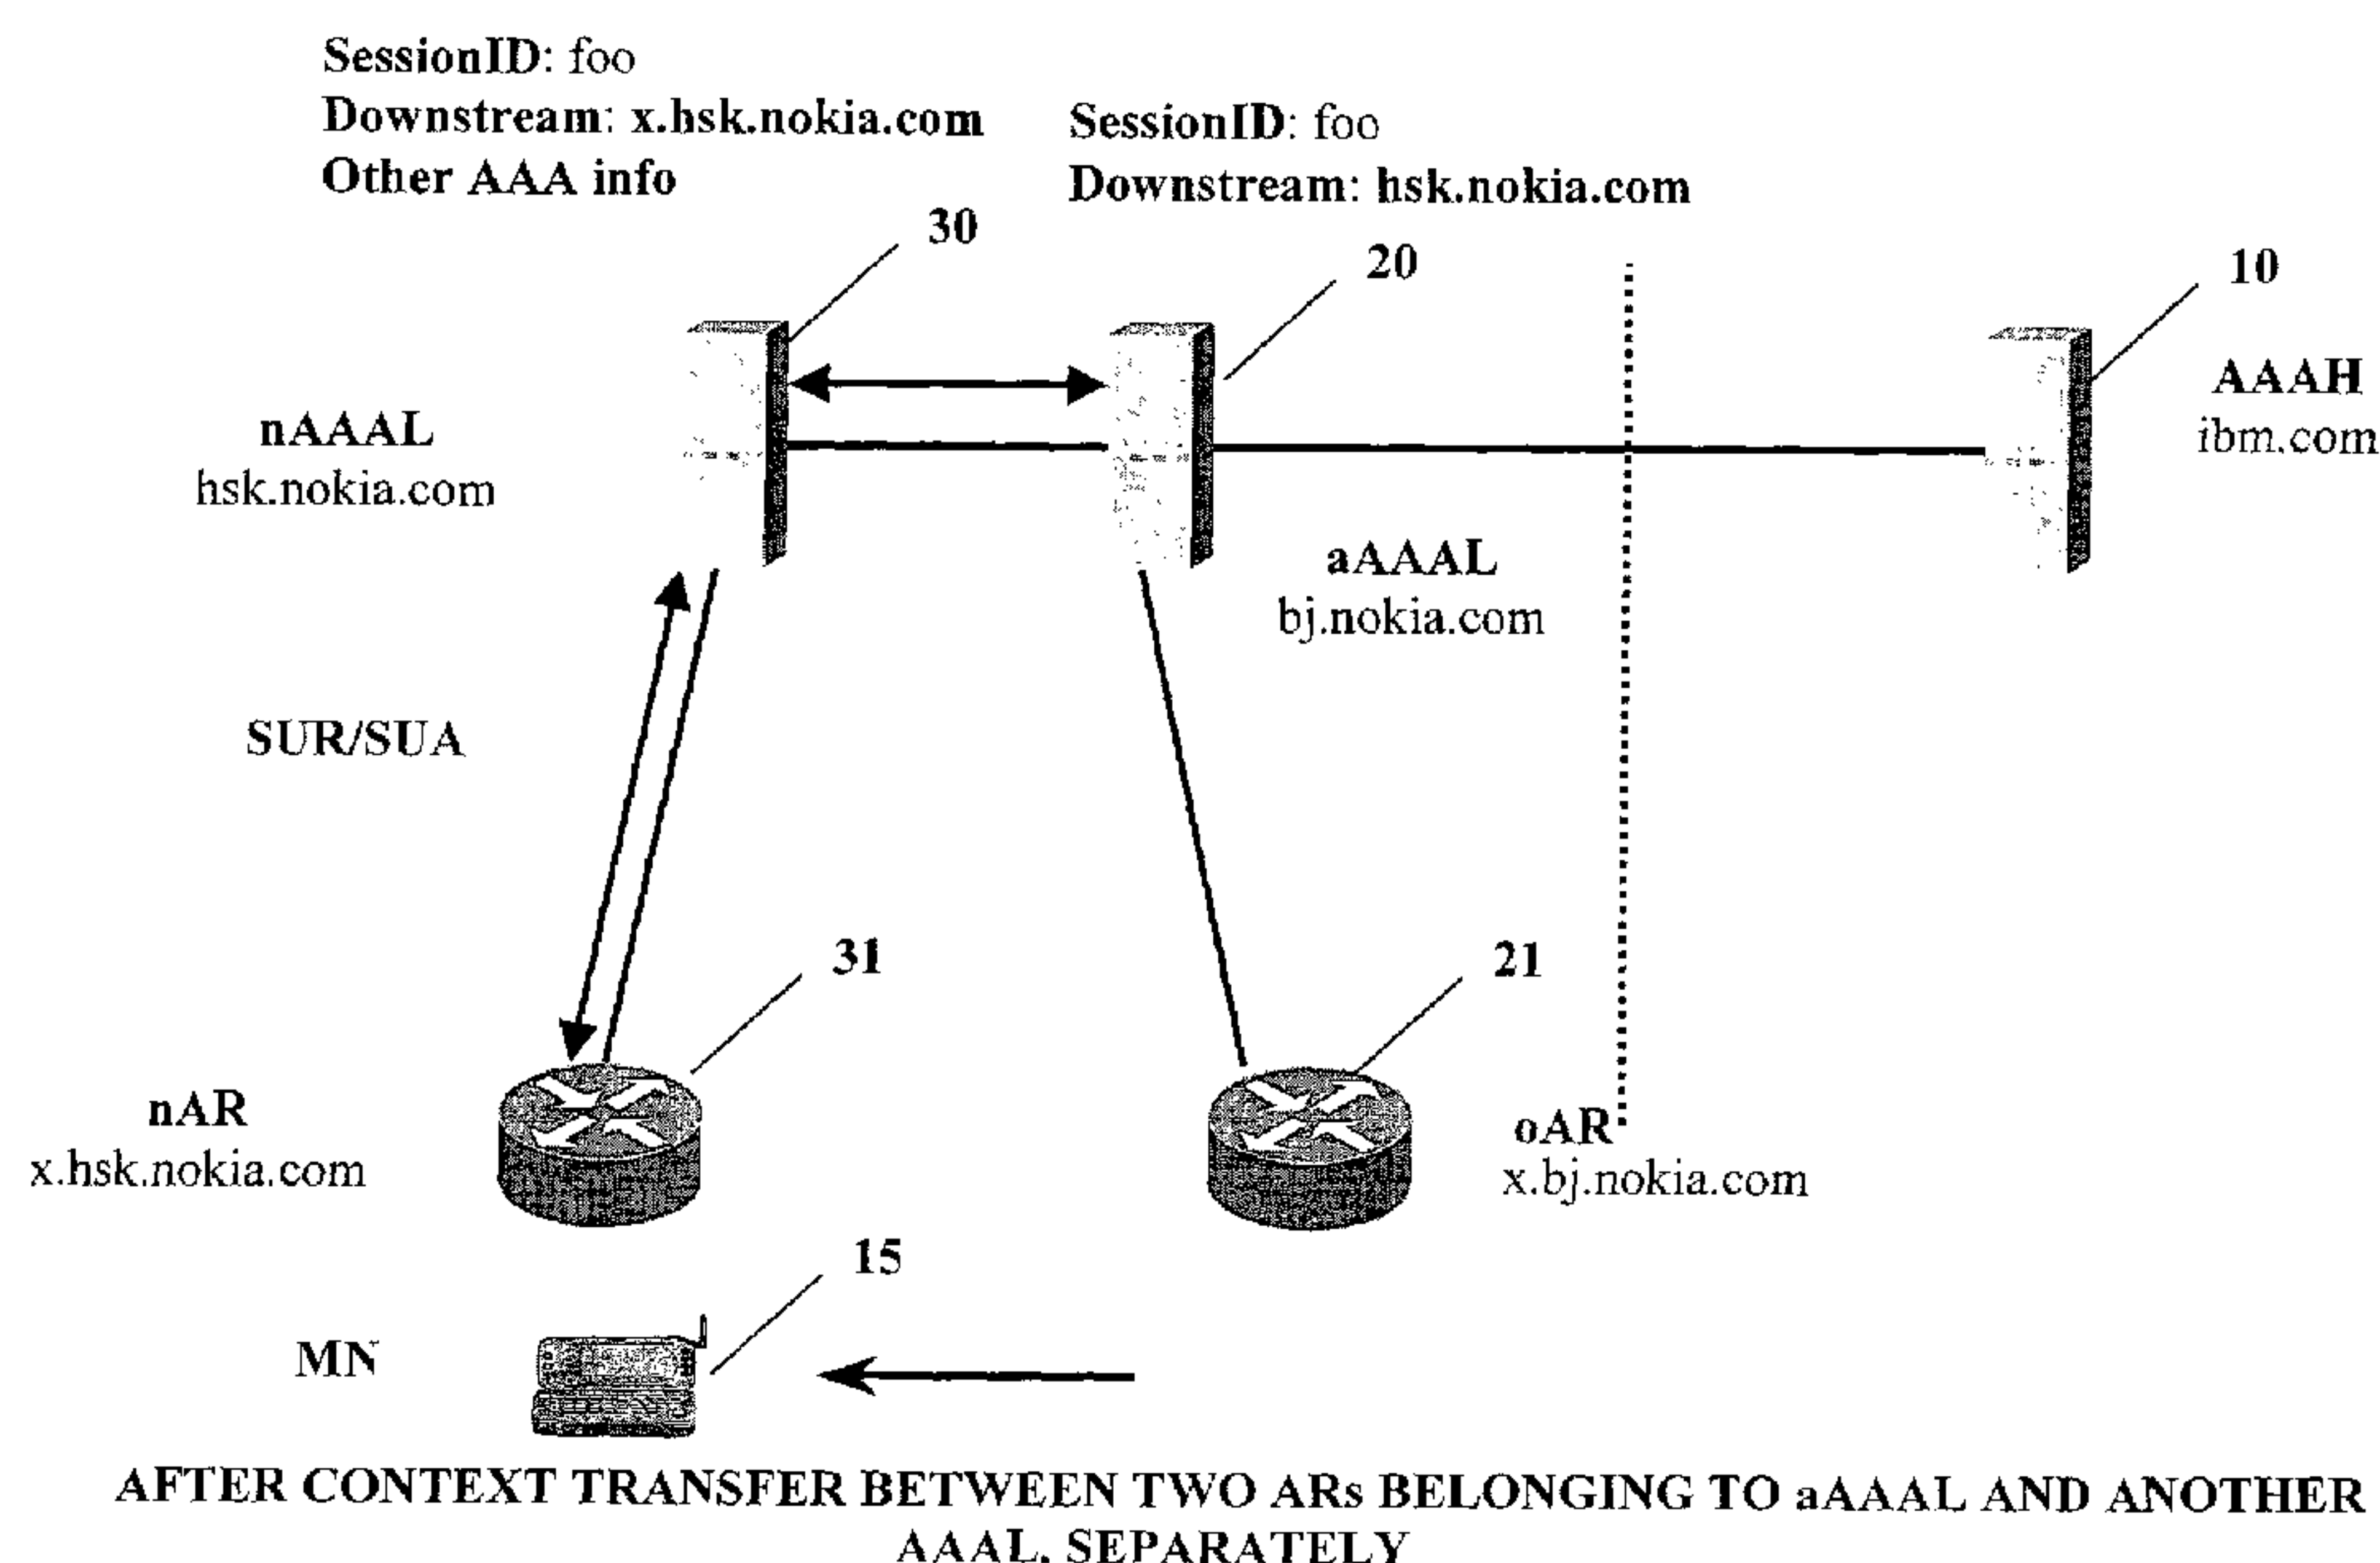 SessionID: foo
Downstream: x.hsk.nokia.com
Other AAA info
SessionID: foo
Downstream: hsk.nokia.com
30
20
10
AAAH
ibm.com
nAAAL
hsk.nokia.com
aAAAL
bj.nokia.com
SUR/SUA
31
21
nAR
x.hsk.nokia.com
oAR
x.bj.nokia.com
15
MN
AFTER CONTEXT TRANSFER BETWEEN TWO ARs BELONGING TO aAAAL AND ANOTHER
AAAL, SEPARATELY